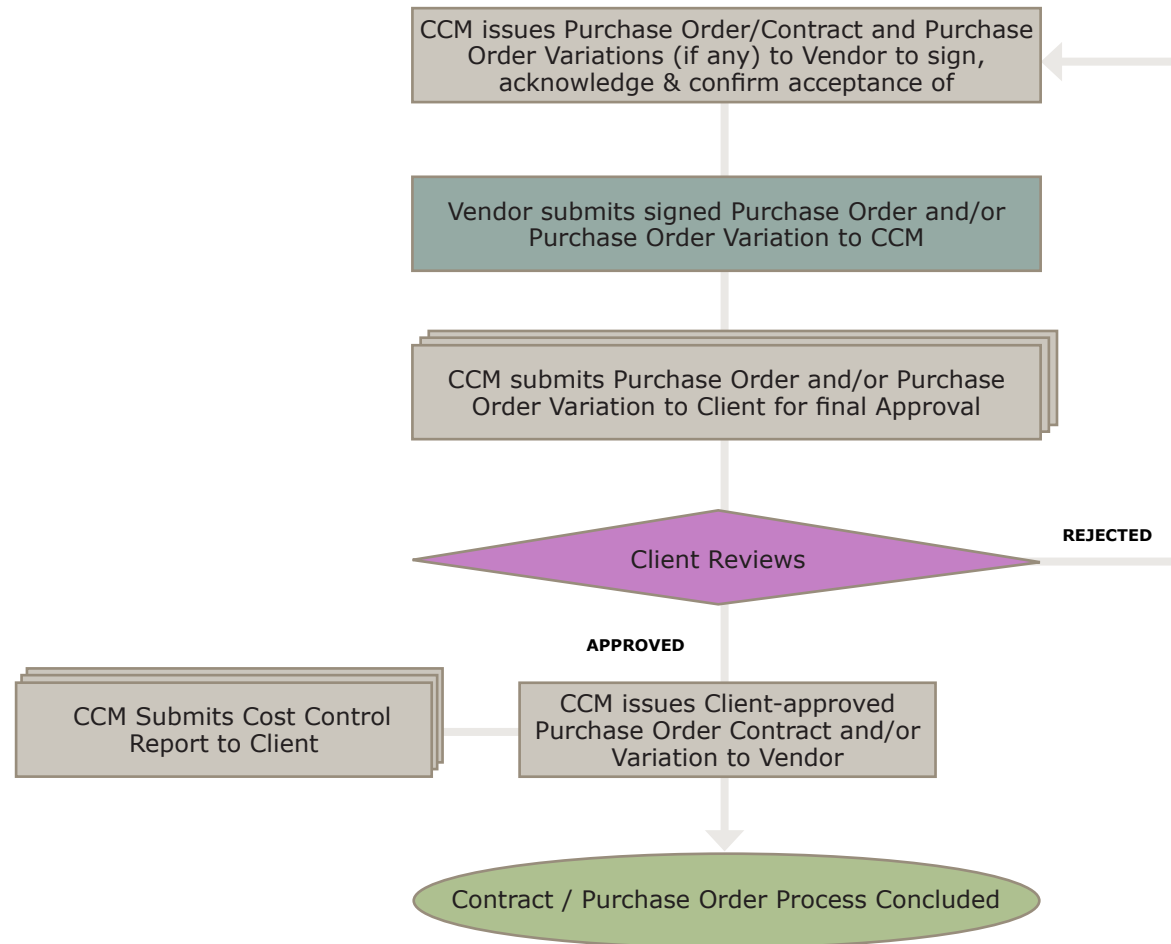 CCM issues Purchase Order/Contract and Purchase
Order Variations (if any) to Vendor to sign,
acknowledge & confirm acceptance of
Vendor submits signed Purchase Order and/or
Purchase Order Variation to CCM
CCM submits Purchase Order and/or Purchase
Order Variation to Client for final Approval
Client Reviews
REJECTED
APPROVED
CCM Submits Cost Control
Report to Client
CCM issues Client-approved
Purchase Order Contract and/or
Variation to Vendor
Contract / Purchase Order Process Concluded